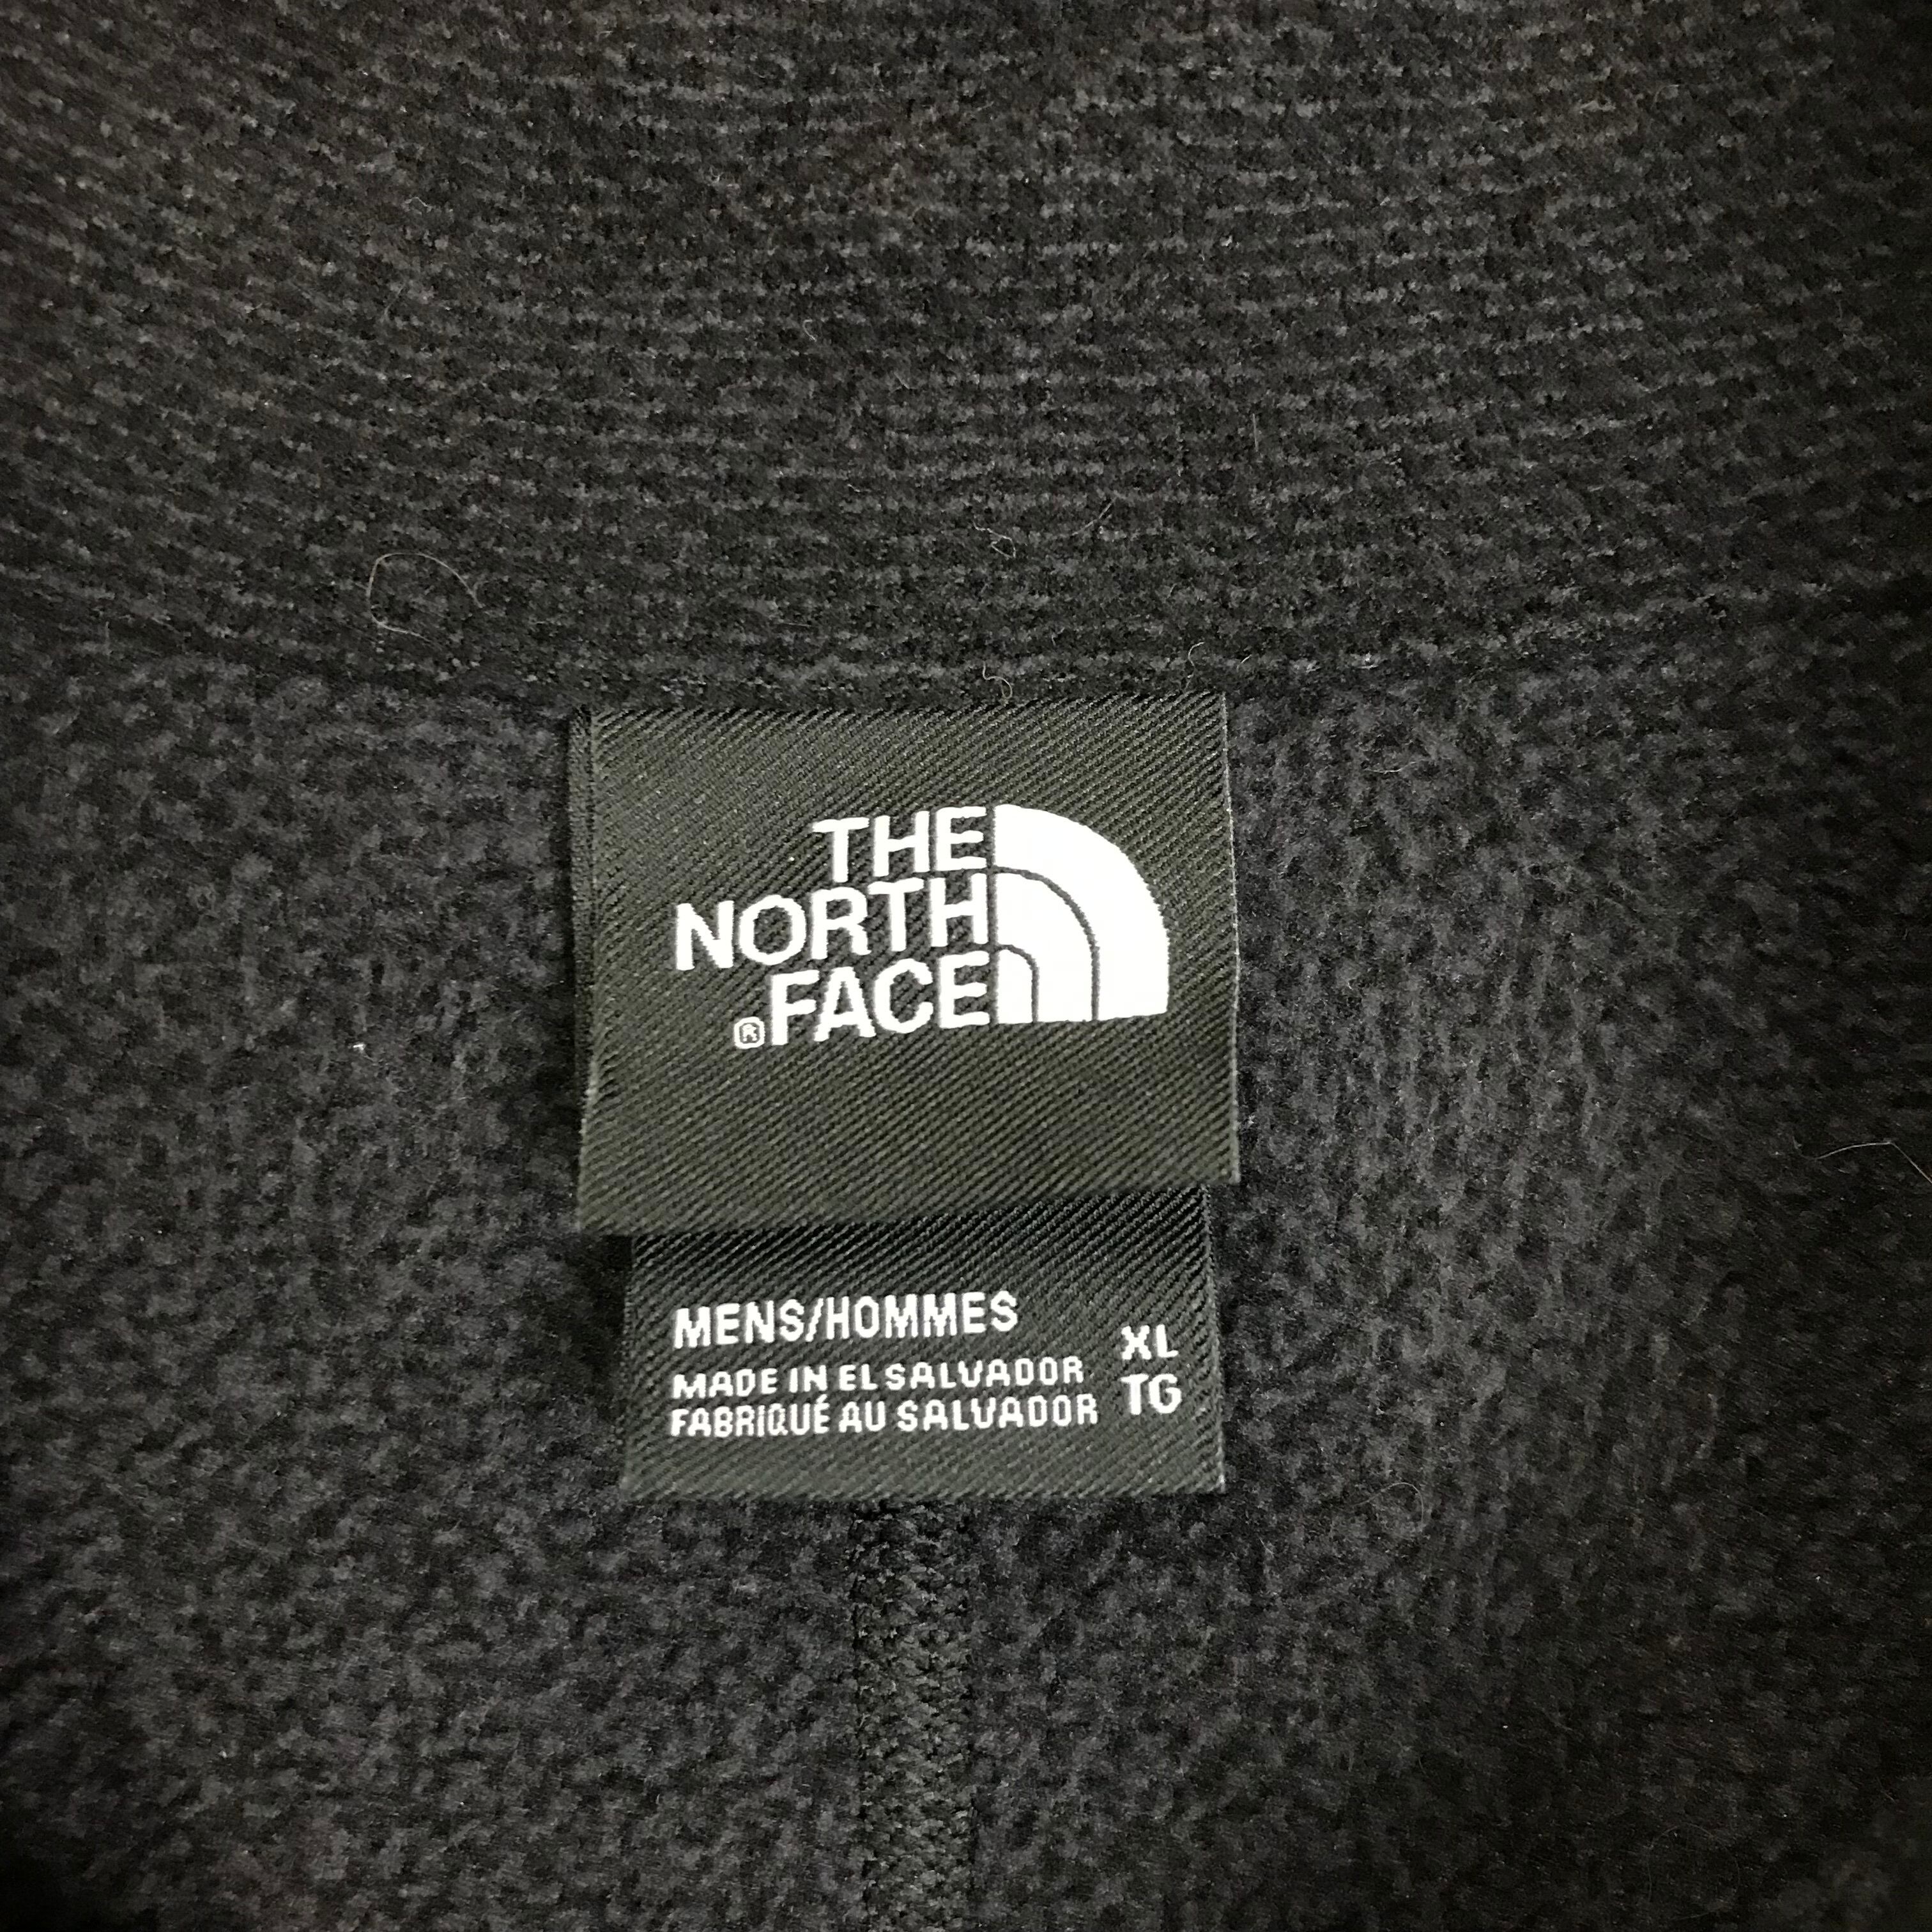 THE
NORTH
®FACE
MENS/HOMMES
XL
MADE IN EL SALVADOR
TG
FABRIQUÉ AU SALVADOR